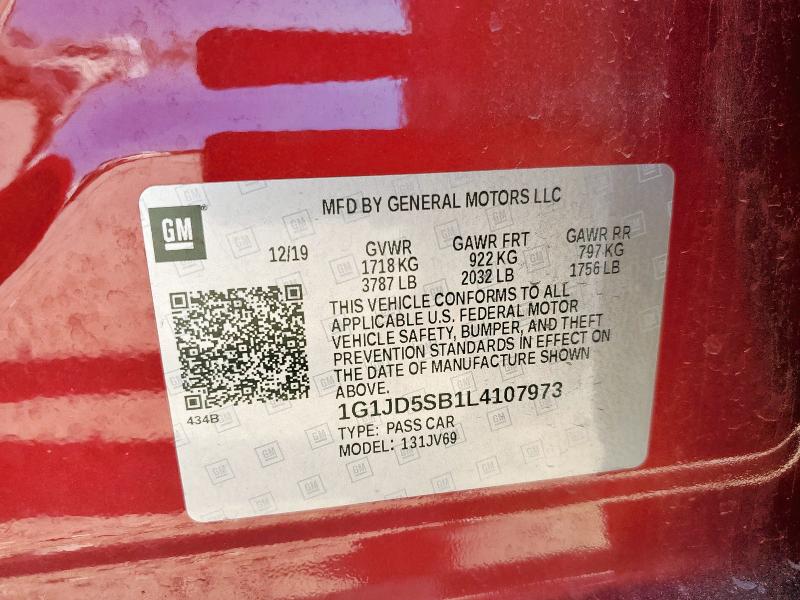 MFD BY GENERAL MOTORS LLC
GM®
12/19
GVWR
1718 KG
3787 LB
GAWR FRT
922 KG
2032 LB
GAWR RR
797 KG
1756 LB
THIS VEHICLE CONFORMS TO ALL
APPLICABLE U.S. FEDERAL MOTOR
VEHICLE SAFETY, BUMPER, AND THEFT
PREVENTION STANDARDS IN EFFECT ON
THE DATE OF MANUFACTURE SHOWN
ABOVE.
434B
1G1JD5SB1L4107973
TYPE: PASS CAR
MODEL: 131JV69